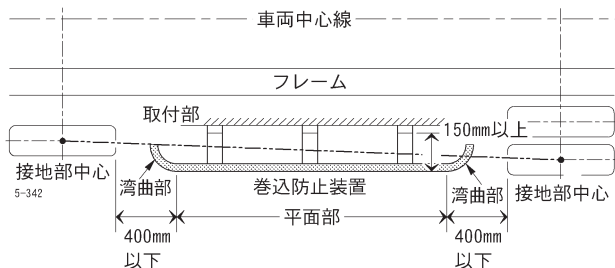 車両中心線
フレーム
取付部
150mm以上
接地部中心
5-342
湾曲部
巻込防止装置
湾曲部
接地部中心
平面部
400mm
以下
400mm
以下